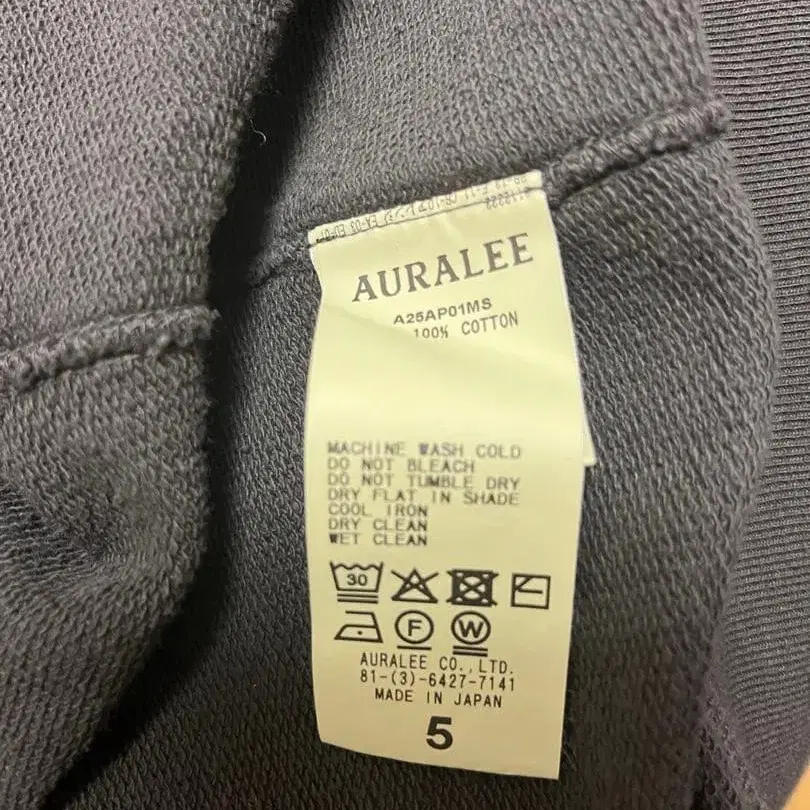 AURALEE
A25AP01MS
100% COTTON
MACHINE WASH COLD
DO NOT BLEACH
DO NOT TUMBLE DRY
DRY FLAT IN SHADE
COOL IRON
DRY CLEAN
WET CLEAN
30
F W
AURALEE CO.,LTD.
81-(3)-6427-7141
MADE IN JAPAN
5